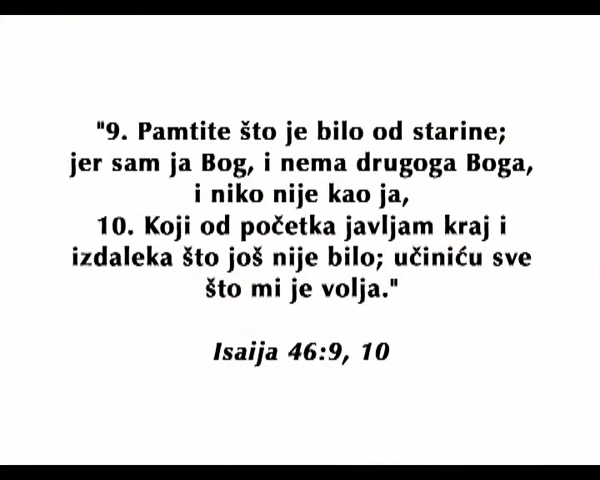 "9. Pamtite što je bilo od starine;
jer sam ja Bog, i nema drugoga Boga,
i niko nije kao ja,
10. Koji od početka javljam kraj i
izdaleka što još nije bilo; učiniću sve
što mi je volja."
Isaija 46:9, 10